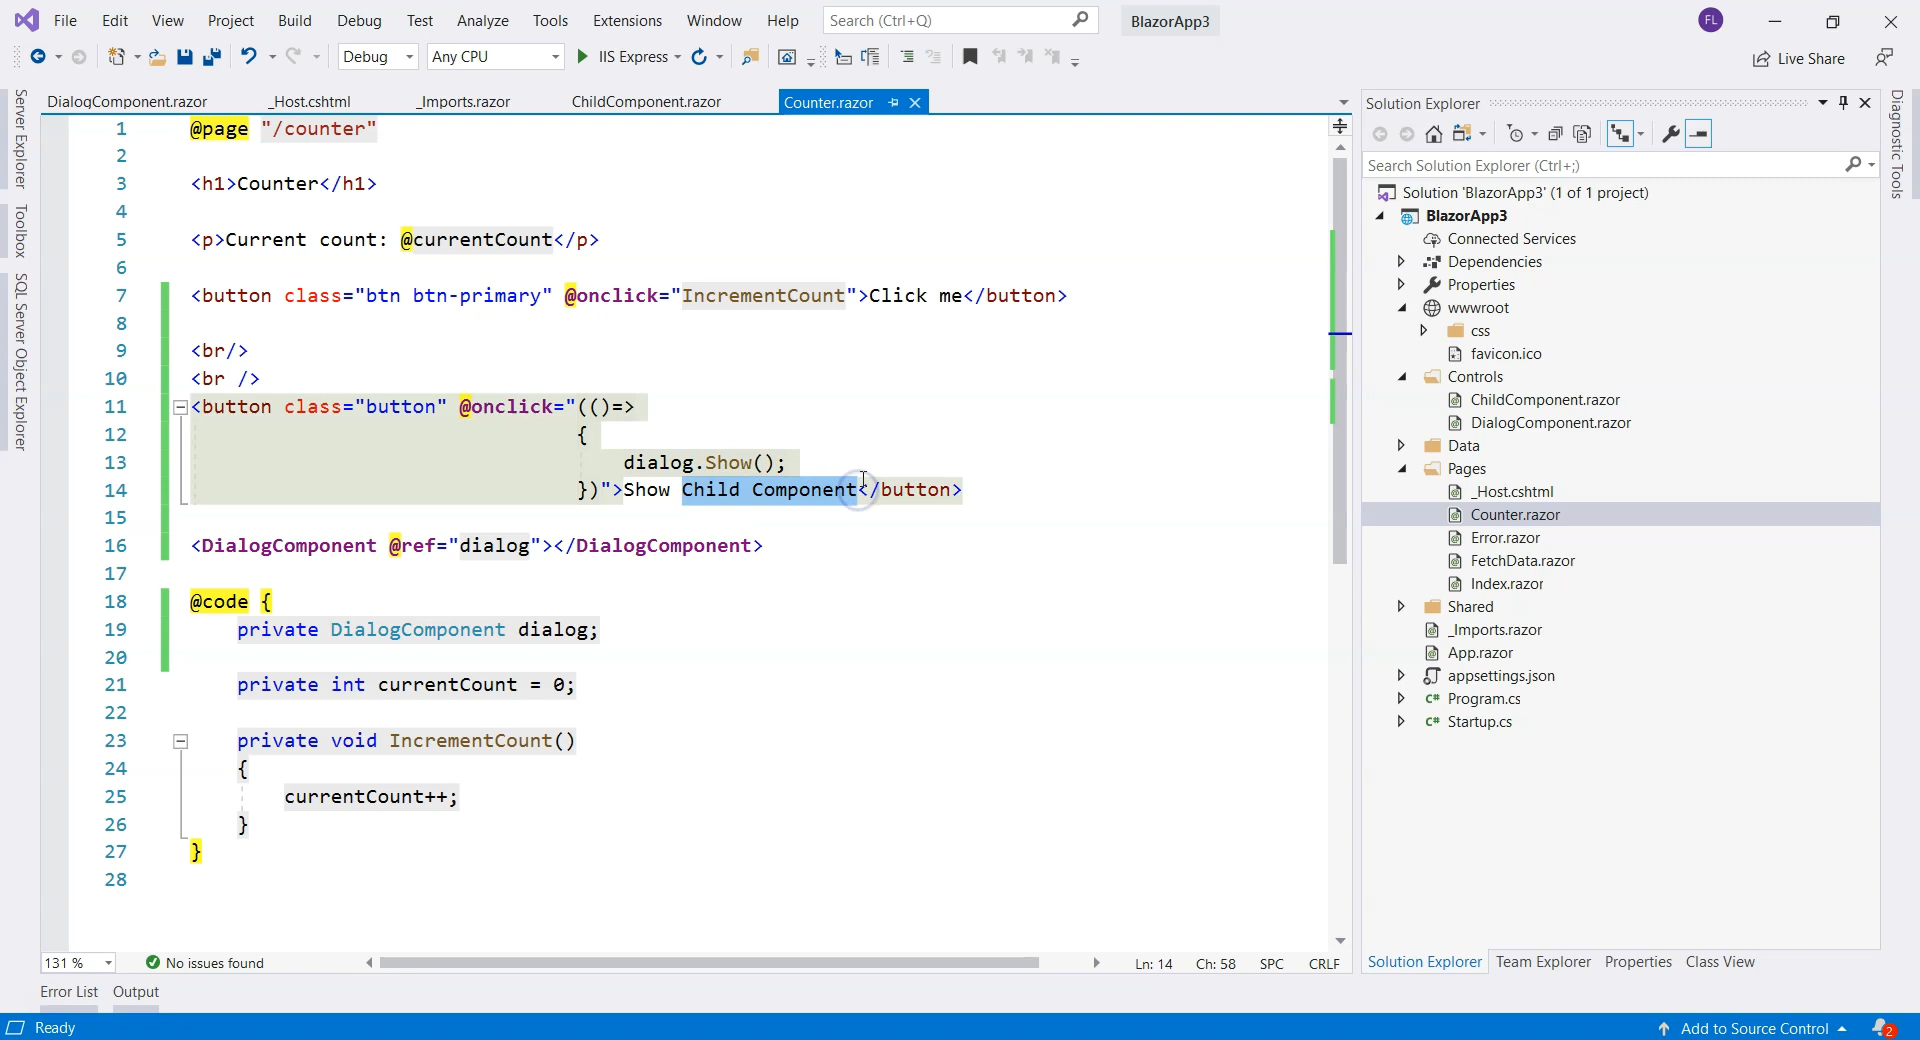 File Edit View Project Build Debug Test Analyze Tools Extensions Window Help Search (Ctrl+Q) BlazorApp3 FL
Debug Any CPU IIS Express Live Share
DialogComponent.razor _Host.cshtml _Imports.razor ChildComponent.razor Counter.razor
Server Explorer
Toolbox
SQL Server Object Explorer
1 @page "/counter"
2
3 <h1>Counter</h1>
4
5 <p>Current count: @currentCount</p>
6
7 <button class="btn btn-primary" @onclick="IncrementCount">Click me</button>
8
9 <br/>
10 <br />
11 <button class="button" @onclick="(()=>
12 {
13 dialog.Show();
14 })">Show Child Component</button>
15
16 <DialogComponent @ref="dialog"></DialogComponent>
17
18 @code {
19 private DialogComponent dialog;
20
21 private int currentCount = 0;
22
23 private void IncrementCount()
24 {
25 currentCount++;
26 }
27 }
28
131 % No issues found Ln: 14 Ch: 58 SPC CRLF
Solution Explorer
Search Solution Explorer (Ctrl+;)
Solution 'BlazorApp3' (1 of 1 project)
BlazorApp3
Connected Services
Dependencies
Properties
wwwroot
css
favicon.ico
Controls
ChildComponent.razor
DialogComponent.razor
Data
Pages
_Host.cshtml
Counter.razor
Error.razor
FetchData.razor
Index.razor
Shared
_Imports.razor
App.razor
appsettings.json
C# Program.cs
C# Startup.cs
Solution Explorer Team Explorer Properties Class View
Diagnostic Tools
Error List Output
Ready Add to Source Control 2